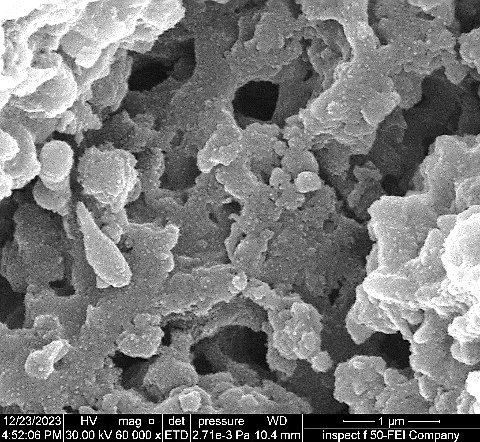 12/23/2023 HV mag □ det pressure WD 1 µm
4:52:06 PM 30.00 kV 60 000 x ETD 2.71e-3 Pa 10.4 mm inspect f 50-FEI Company